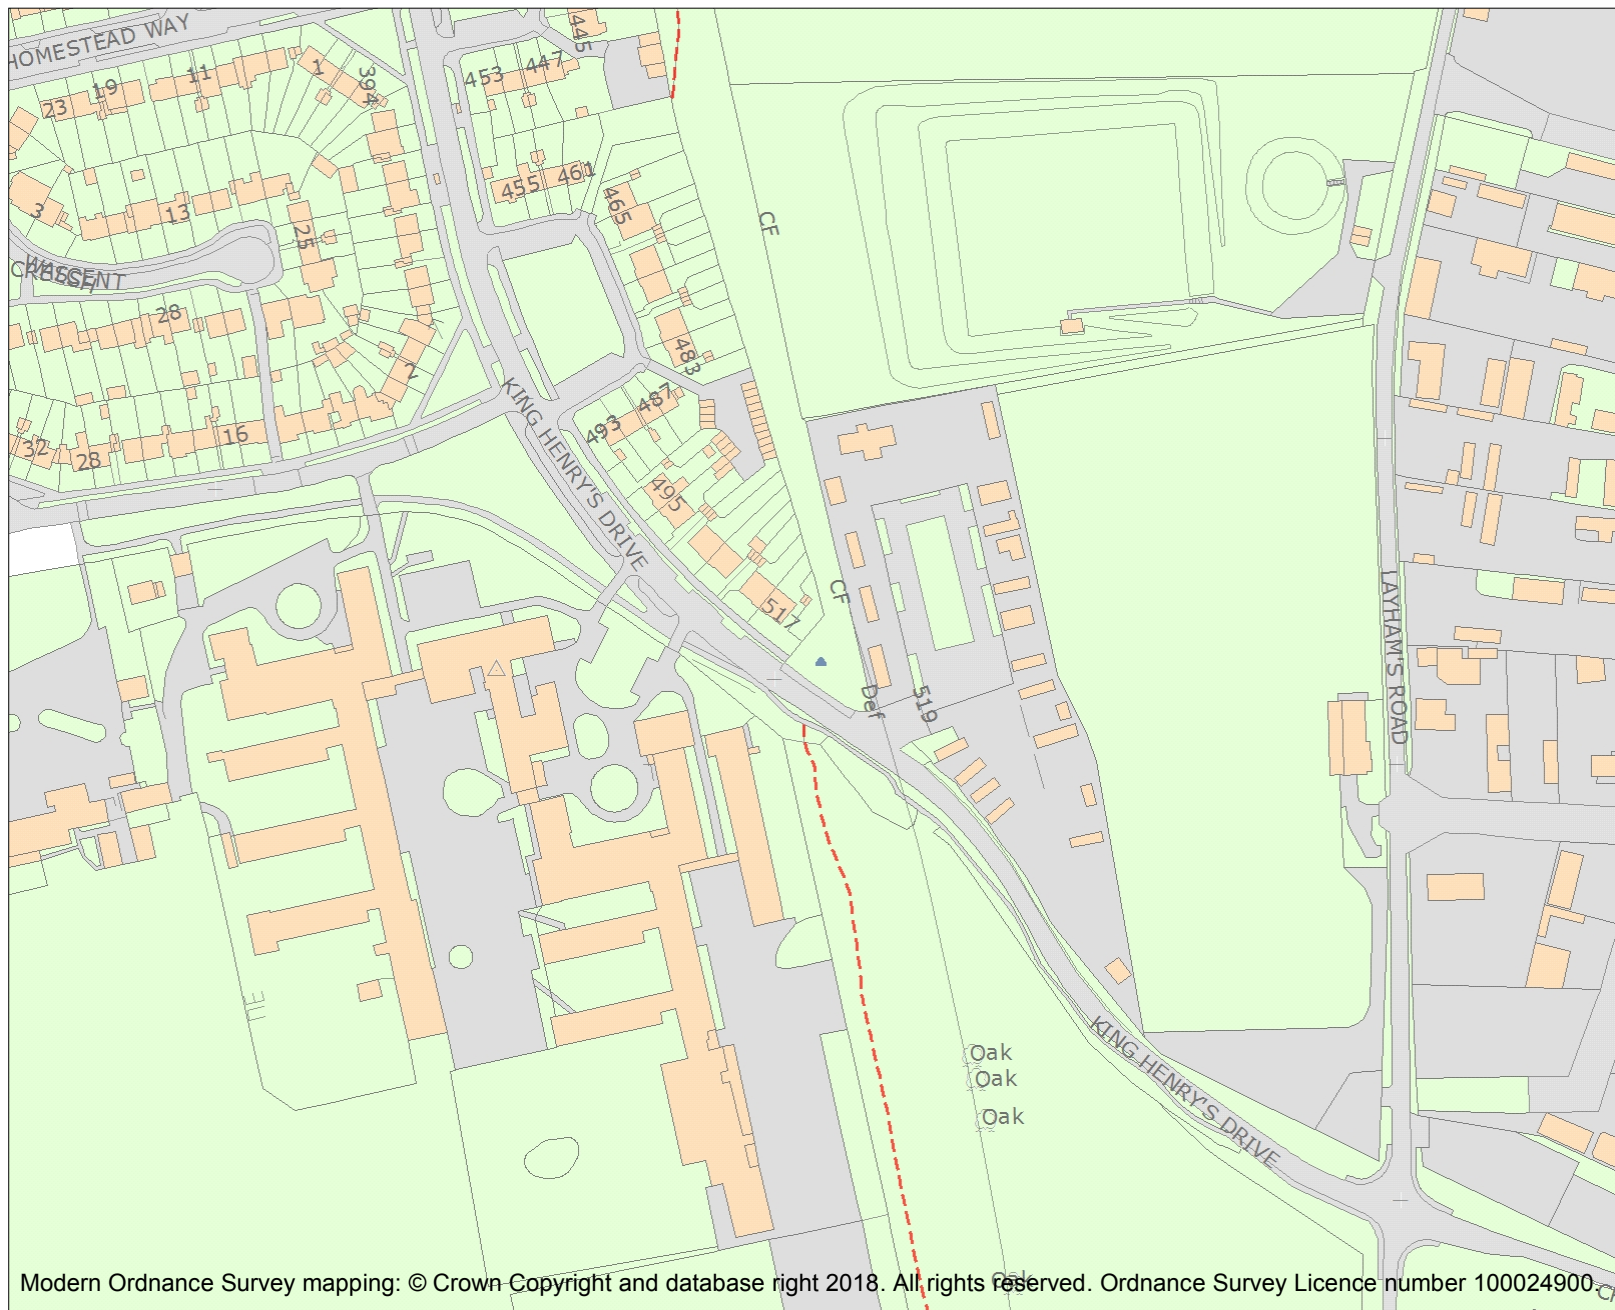 HOMESTEAD WAY
445
453
447
1
394
11
19
23
455
461
465
3
13
25
CF
CRESCENT
WALSH
28
483
2
487
KING HENRY'S DRIVE
493
16
32
28
495
CF
517
LAYHAM'S ROAD
Def
519
Oak
Oak
Oak
KING HENRY'S DRIVE
Oak
Modern Ordnance Survey mapping: © Crown Copyright and database right 2018. All rights reserved. Ordnance Survey Licence number 100024900.